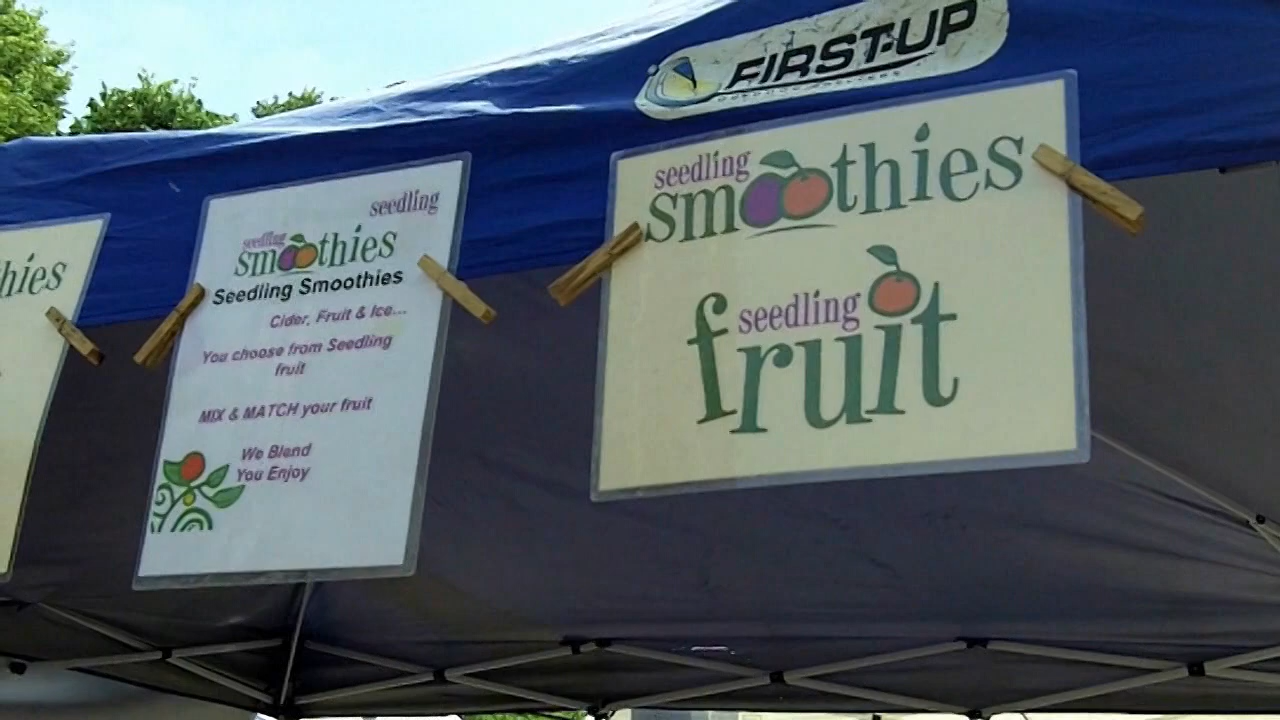 FIRST-UP
hies
seedling
seedling
smoothies
Seedling Smoothies
Cider, Fruit & Ice...
You choose from Seedling
fruit
MIX & MATCH your fruit
We Blend
You Enjoy
seedling
smoothies
seedling
fruit